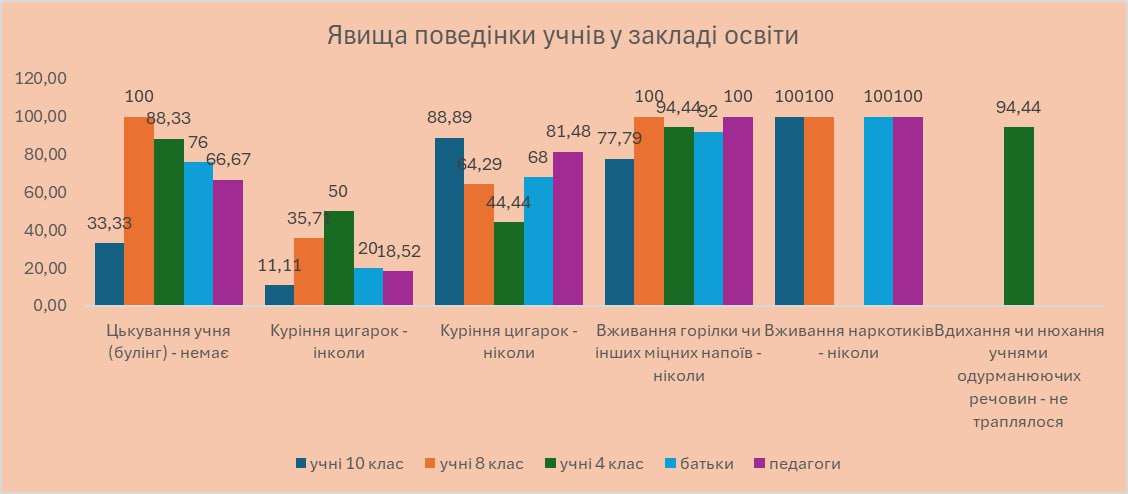 Явища поведінки учнів у закладі освіти
120,00
100,00
80,00
60,00
40,00
20,00
0,00
33,33
100
88,33
76
66,67
11,11
35,71
50
20
18,52
88,89
64,29
44,44
68
81,48
77,79
100
94,44
92
100
100
100
100
100
94,44
Цькування учня
(булінг) - немає
Куріння цигарок -
інколи
Куріння цигарок -
ніколи
Вживання горілки чи
інших міцних напоїв -
ніколи
Вживання наркотиків
- ніколи
Вдихання чи нюхання
учнями
одурманюючих
речовин - не
траплялося
учні 10 клас
учні 8 клас
учні 4 клас
батьки
педагоги